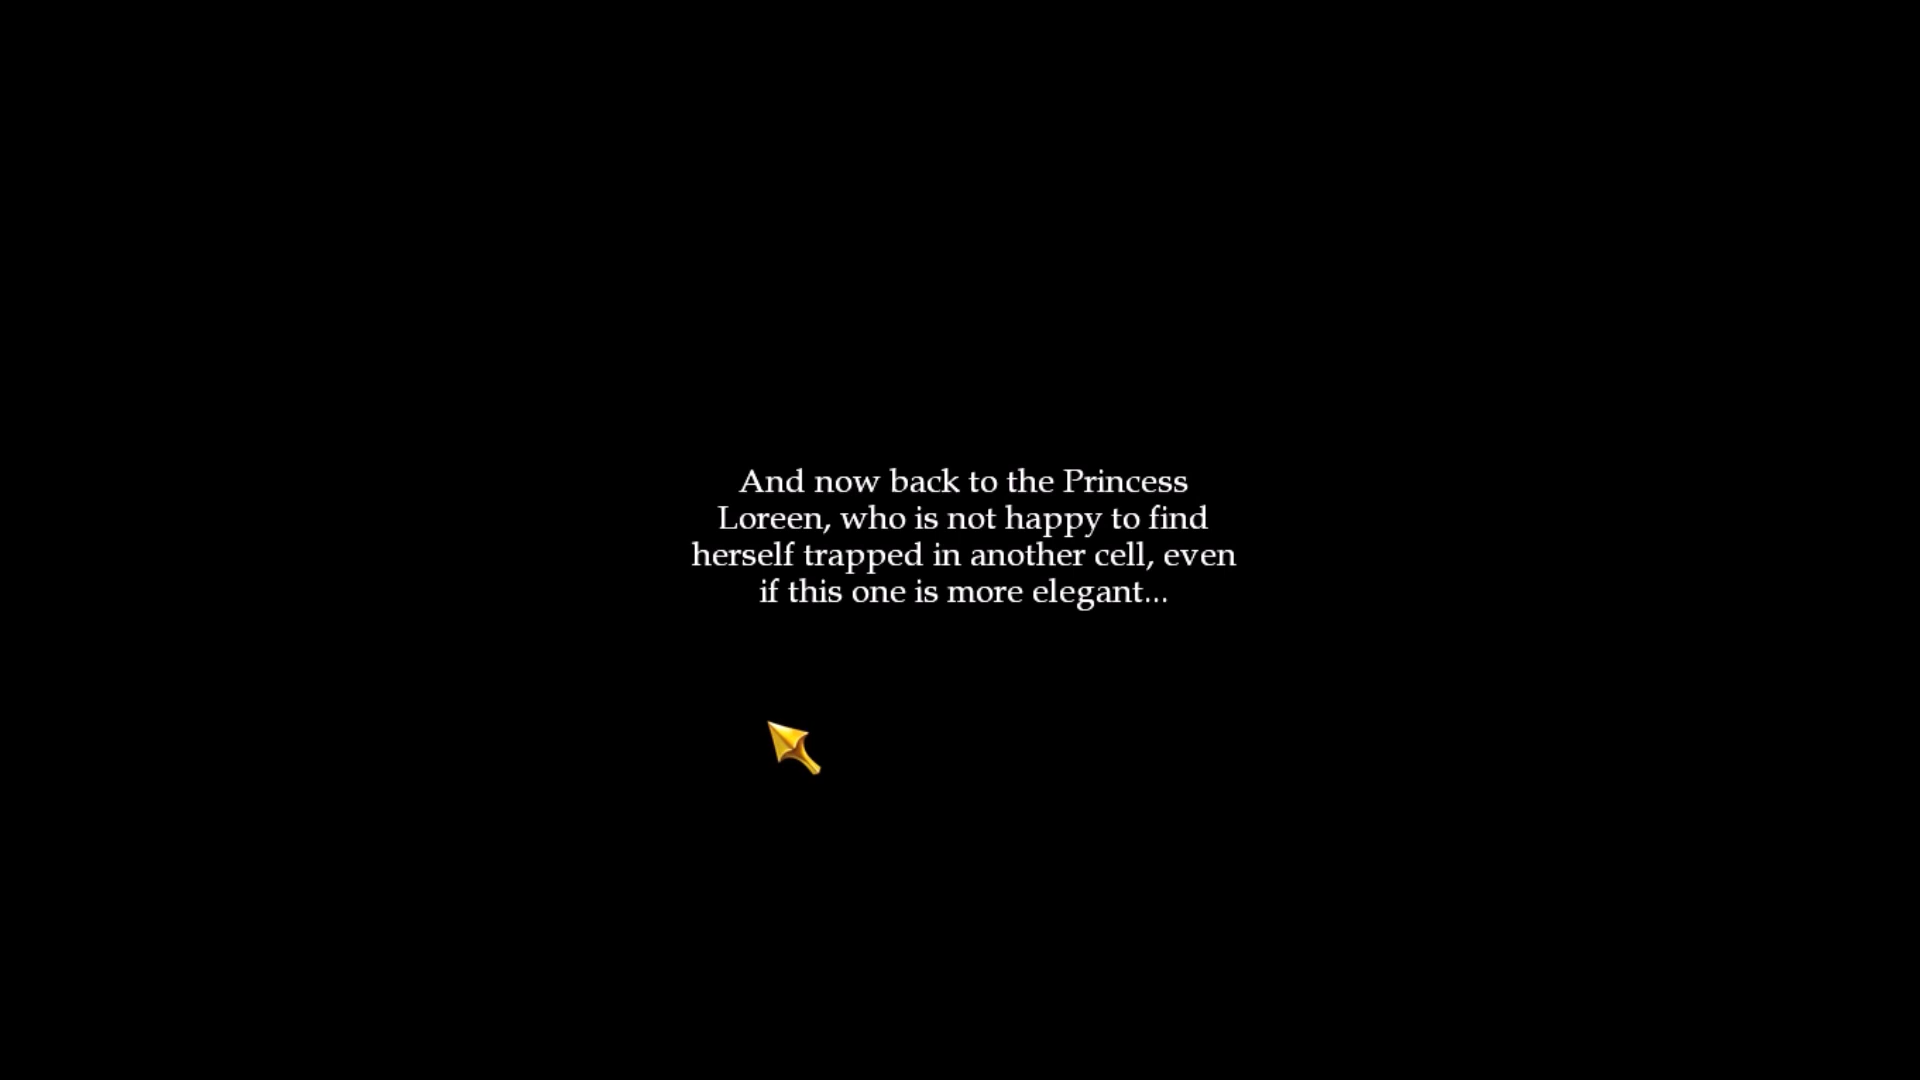 And now back to the Princess
Loreen, who is not happy to find
herself trapped in another cell, even
if this one is more elegant...